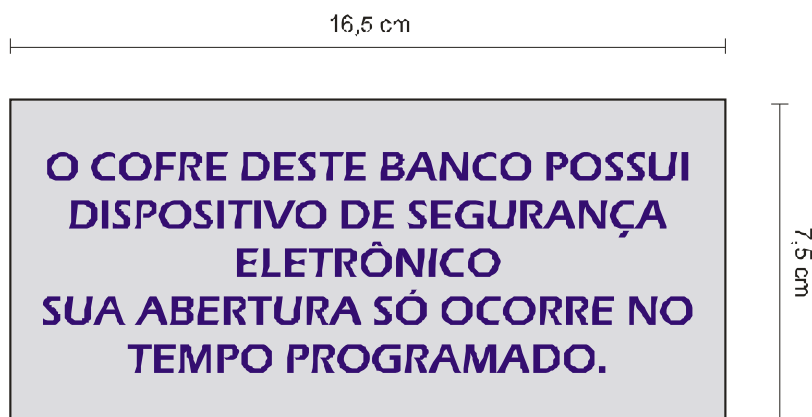 16,5 cm
O COFRE DESTE BANCO POSSUI
DISPOSITIVO DE SEGURANÇA
ELETRÔNICO
SUA ABERTURA SÓ OCORRE NO
TEMPO PROGRAMADO.
7,5 cm